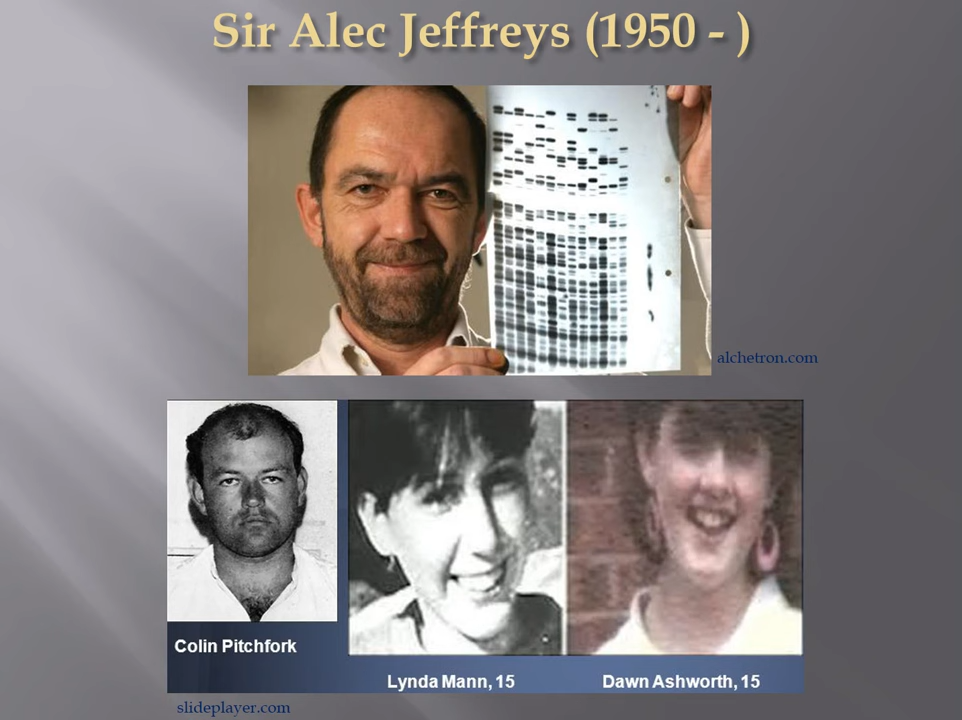 Sir Alec Jeffreys (1950 - )
alchetron.com
Colin Pitchfork
Lynda Mann, 15
Dawn Ashworth, 15
slideplayer.com